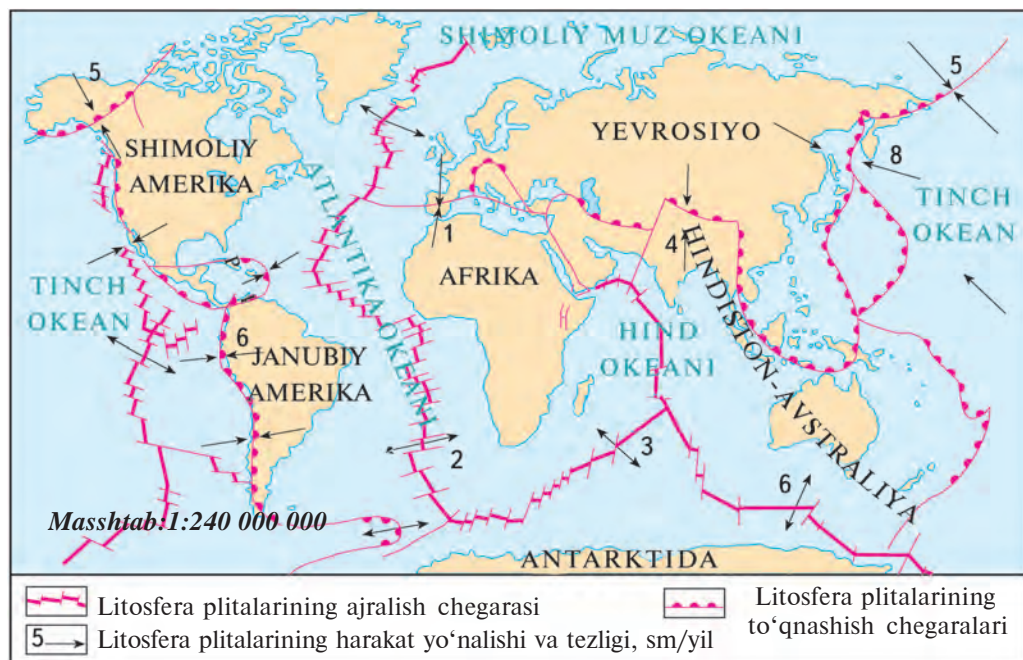 SHIMOLIY MUZ OKEANI
5
5
YEVROSIYO
SHIMOLIY
AMERIKA
8
TINCH
OKEAN
ATLANTIKA OKEANI
1
4
AFRIKA
HINDISTON-AVSTRALIYA
TINCH
OKEAN
HIND
OKEANI
6
JANUBIY
AMERIKA
2
3
6
Masshtab:1:240 000 000
ANTARKTIDA
Litosfera plitalarining ajralish chegarasi
Litosfera plitalarining
to‘qnashish chegaralari
5
Litosfera plitalarining harakat yo‘nalishi va tezligi, sm/yil